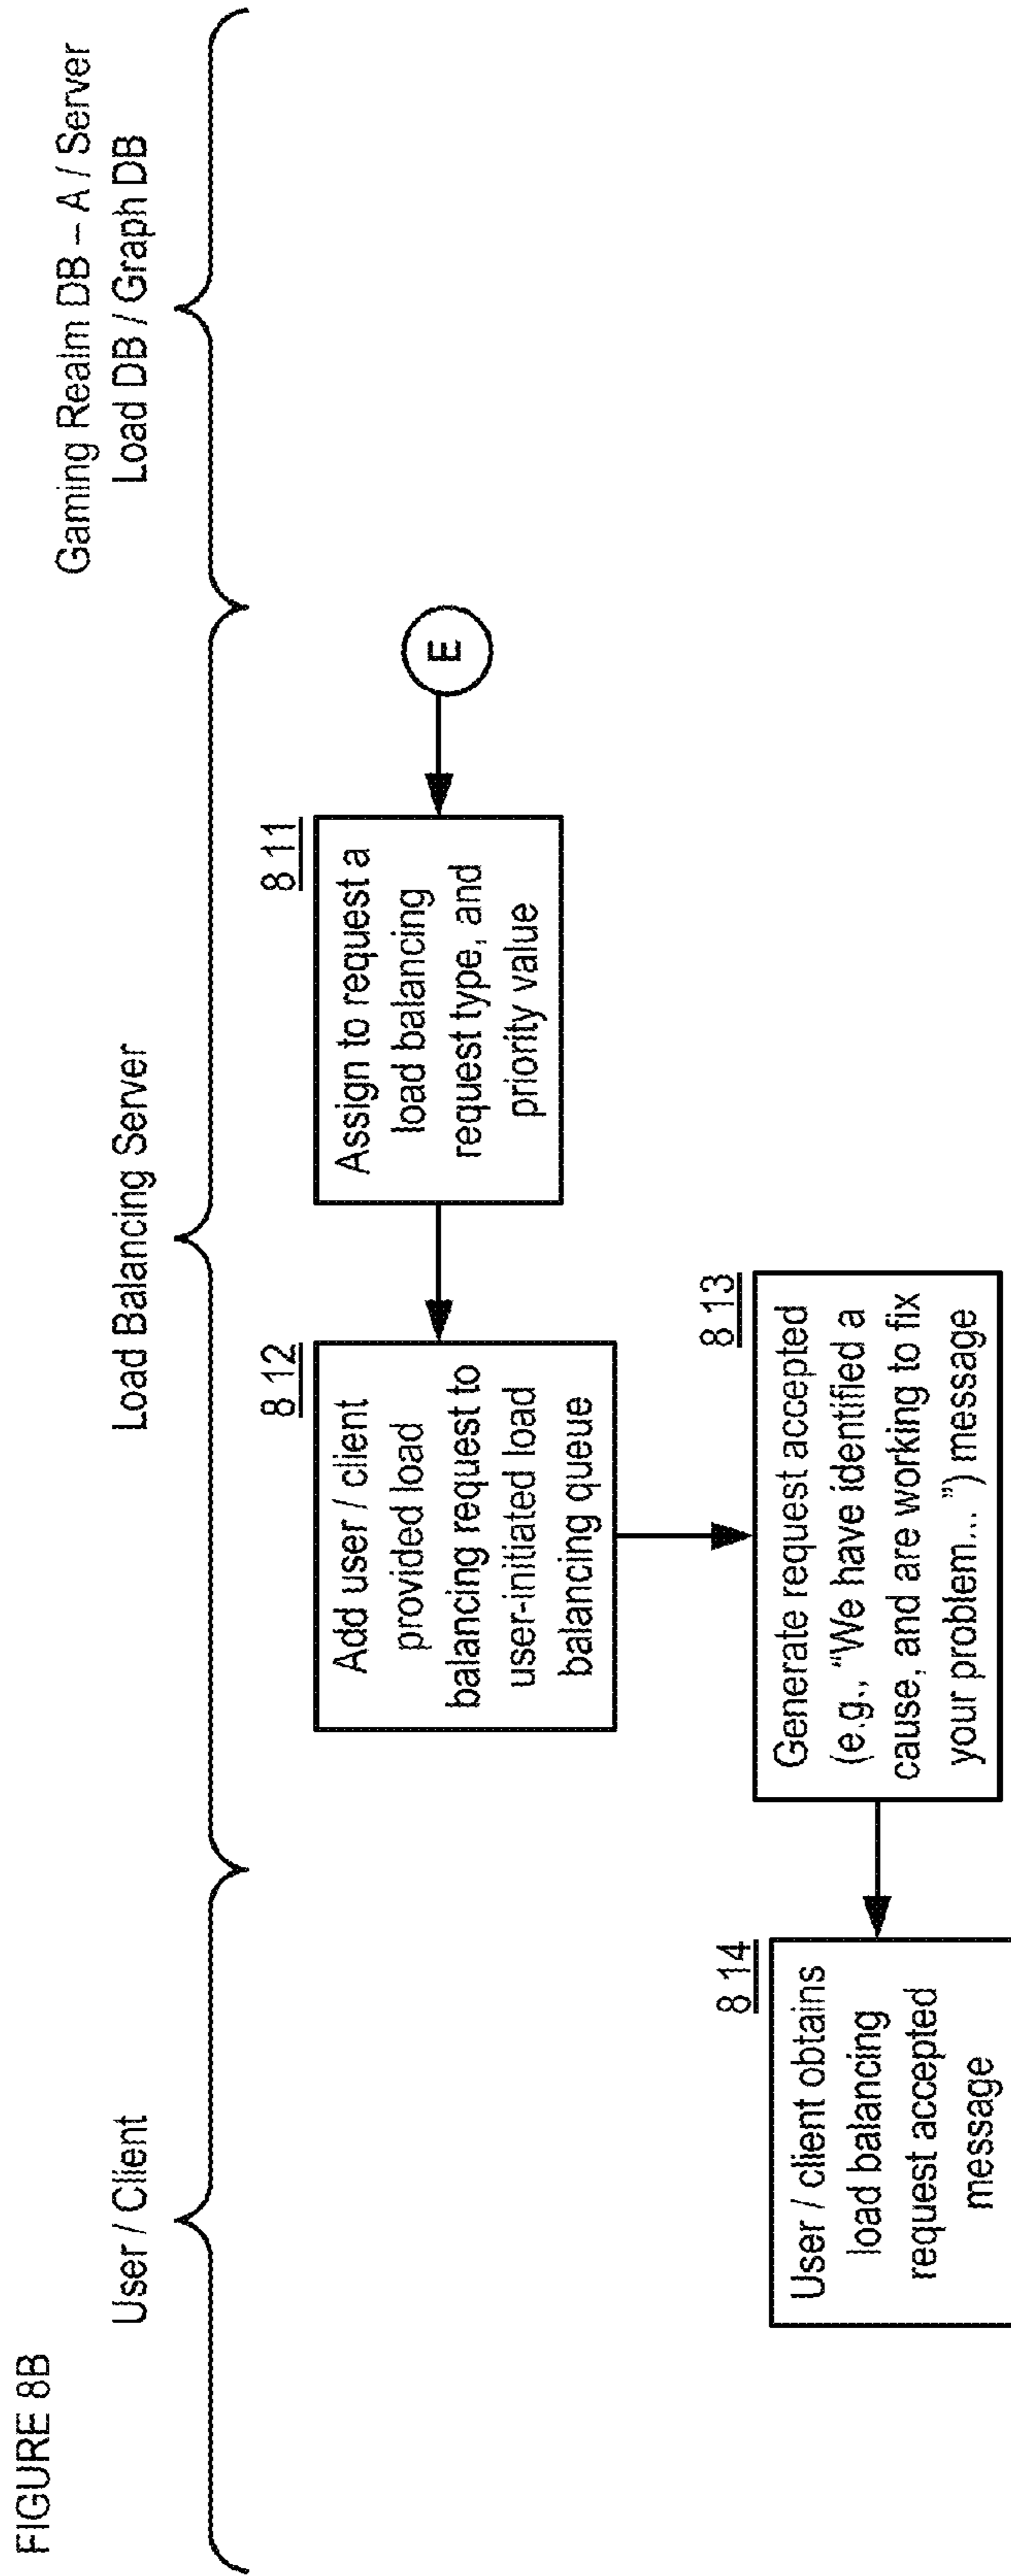 FIGURE 8B
User / Client
Load Balancing Server
Gaming Realm DB – A / Server
Load DB / Graph DB
E
8 11
Assign to request a
load balancing
request type, and
priority value
8 12
Add user / client
provided load
balancing request to
user-initiated load
balancing queue
8 13
Generate request accepted
(e.g., “We have identified a
cause, and are working to fix
your problem... ”) message
8 14
User / client obtains
load balancing
request accepted
message